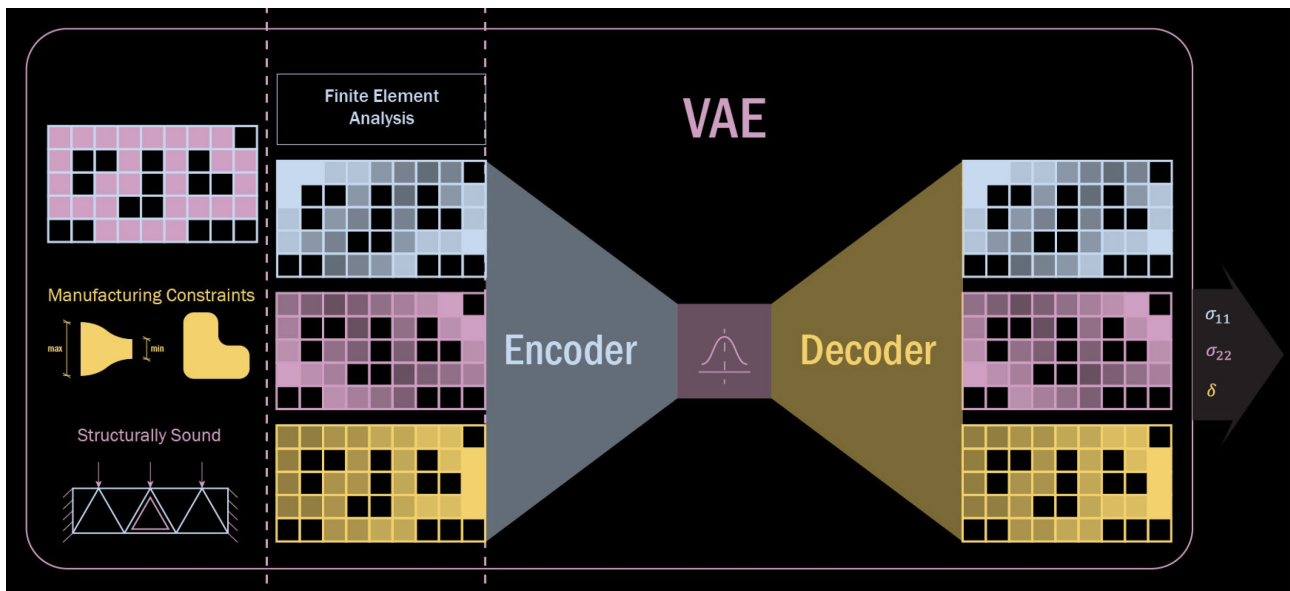 Finite Element
Analysis
VAE
Manufacturing Constraints
max
min
Structurally Sound
Encoder
Decoder
σ₁₁
σ₂₂
δ